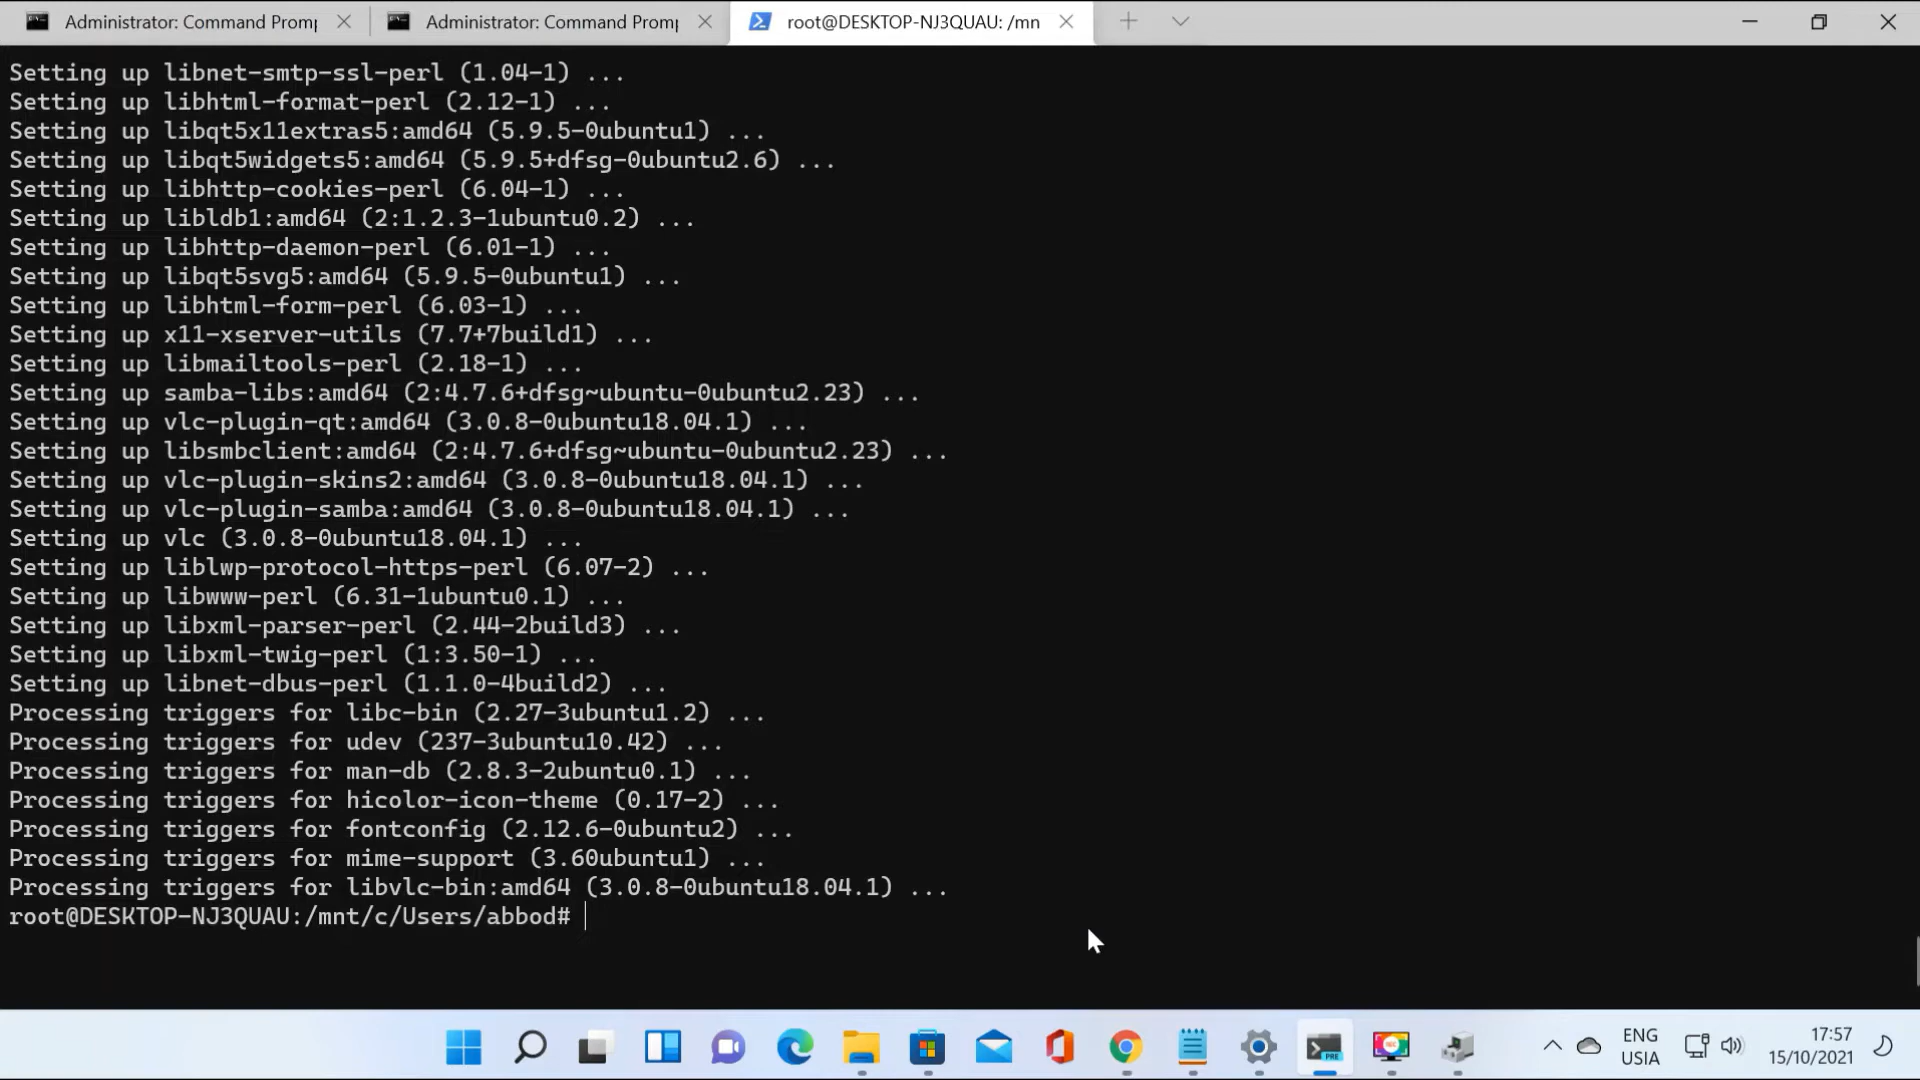 Administrator: Command Promp
Administrator: Command Promp
root@DESKTOP-NJ3QUAU: /mn
Setting up libnet-smtp-ssl-perl (1.04-1) ...
Setting up libhtml-format-perl (2.12-1) ...
Setting up libqt5x11extras5:amd64 (5.9.5-0ubuntu1) ...
Setting up libqt5widgets5:amd64 (5.9.5+dfsg-0ubuntu2.6) ...
Setting up libhttp-cookies-perl (6.04-1) ...
Setting up libldb1:amd64 (2:1.2.3-1ubuntu0.2) ...
Setting up libhttp-daemon-perl (6.01-1) ...
Setting up libqt5svg5:amd64 (5.9.5-0ubuntu1) ...
Setting up libhtml-form-perl (6.03-1) ...
Setting up x11-xserver-utils (7.7+7build1) ...
Setting up libmailtools-perl (2.18-1) ...
Setting up samba-libs:amd64 (2:4.7.6+dfsg~ubuntu-0ubuntu2.23) ...
Setting up vlc-plugin-qt:amd64 (3.0.8-0ubuntu18.04.1) ...
Setting up libsmbclient:amd64 (2:4.7.6+dfsg~ubuntu-0ubuntu2.23) ...
Setting up vlc-plugin-skins2:amd64 (3.0.8-0ubuntu18.04.1) ...
Setting up vlc-plugin-samba:amd64 (3.0.8-0ubuntu18.04.1) ...
Setting up vlc (3.0.8-0ubuntu18.04.1) ...
Setting up liblwp-protocol-https-perl (6.07-2) ...
Setting up libwww-perl (6.31-1ubuntu0.1) ...
Setting up libxml-parser-perl (2.44-2build3) ...
Setting up libxml-twig-perl (1:3.50-1) ...
Setting up libnet-dbus-perl (1.1.0-4build2) ...
Processing triggers for libc-bin (2.27-3ubuntu1.2) ...
Processing triggers for udev (237-3ubuntu10.42) ...
Processing triggers for man-db (2.8.3-2ubuntu0.1) ...
Processing triggers for hicolor-icon-theme (0.17-2) ...
Processing triggers for fontconfig (2.12.6-0ubuntu2) ...
Processing triggers for mime-support (3.60ubuntu1) ...
Processing triggers for libvlc-bin:amd64 (3.0.8-0ubuntu18.04.1) ...
root@DESKTOP-NJ3QUAU:/mnt/c/Users/abbod#
PRE
REC
ENG
USIA
17:57
15/10/2021